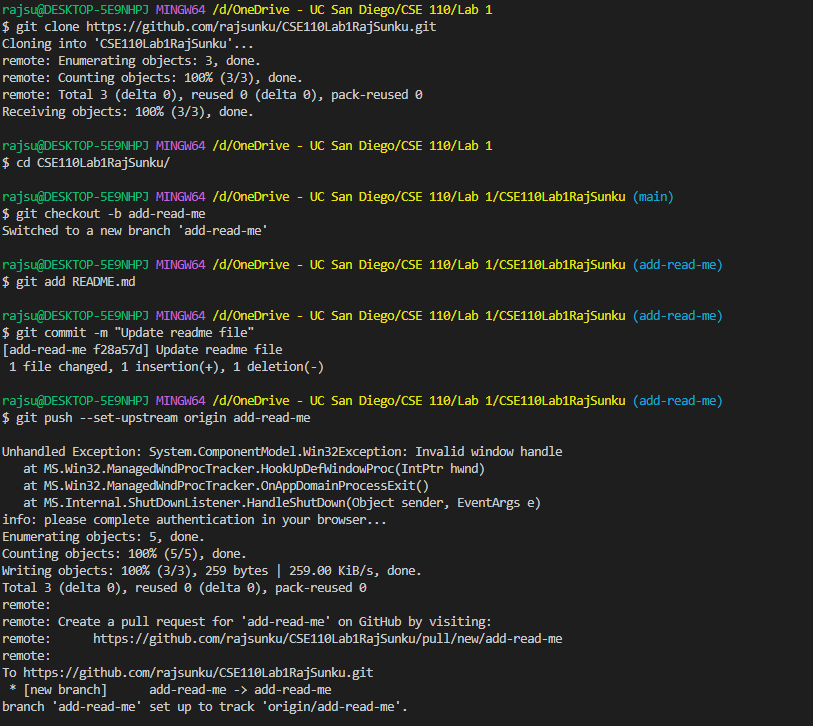 rajsu@DESKTOP-5E9NHPJ MINGW64 /d/OneDrive - UC San Diego/CSE 110/Lab 1
$ git clone https://github.com/rajsunku/CSE110Lab1RajSunku.git
Cloning into 'CSE110Lab1RajSunku'...
remote: Enumerating objects: 3, done.
remote: Counting objects: 100% (3/3), done.
remote: Total 3 (delta 0), reused 0 (delta 0), pack-reused 0
Receiving objects: 100% (3/3), done.

rajsu@DESKTOP-5E9NHPJ MINGW64 /d/OneDrive - UC San Diego/CSE 110/Lab 1
$ cd CSE110Lab1RajSunku/

rajsu@DESKTOP-5E9NHPJ MINGW64 /d/OneDrive - UC San Diego/CSE 110/Lab 1/CSE110Lab1RajSunku (main)
$ git checkout -b add-read-me
Switched to a new branch 'add-read-me'

rajsu@DESKTOP-5E9NHPJ MINGW64 /d/OneDrive - UC San Diego/CSE 110/Lab 1/CSE110Lab1RajSunku (add-read-me)
$ git add README.md

rajsu@DESKTOP-5E9NHPJ MINGW64 /d/OneDrive - UC San Diego/CSE 110/Lab 1/CSE110Lab1RajSunku (add-read-me)
$ git commit -m "Update readme file"
[add-read-me f28a57d] Update readme file
 1 file changed, 1 insertion(+), 1 deletion(-)

rajsu@DESKTOP-5E9NHPJ MINGW64 /d/OneDrive - UC San Diego/CSE 110/Lab 1/CSE110Lab1RajSunku (add-read-me)
$ git push --set-upstream origin add-read-me

Unhandled Exception: System.ComponentModel.Win32Exception: Invalid window handle
   at MS.Win32.ManagedWndProcTracker.HookUpDefWindowProc(IntPtr hwnd)
   at MS.Win32.ManagedWndProcTracker.OnAppDomainProcessExit()
   at MS.Internal.ShutDownListener.HandleShutDown(Object sender, EventArgs e)
info: please complete authentication in your browser...
Enumerating objects: 5, done.
Counting objects: 100% (5/5), done.
Writing objects: 100% (3/3), 259 bytes | 259.00 KiB/s, done.
Total 3 (delta 0), reused 0 (delta 0), pack-reused 0
remote:
remote: Create a pull request for 'add-read-me' on GitHub by visiting:
remote:      https://github.com/rajsunku/CSE110Lab1RajSunku/pull/new/add-read-me
remote:
To https://github.com/rajsunku/CSE110Lab1RajSunku.git
 * [new branch]      add-read-me -> add-read-me
branch 'add-read-me' set up to track 'origin/add-read-me'.